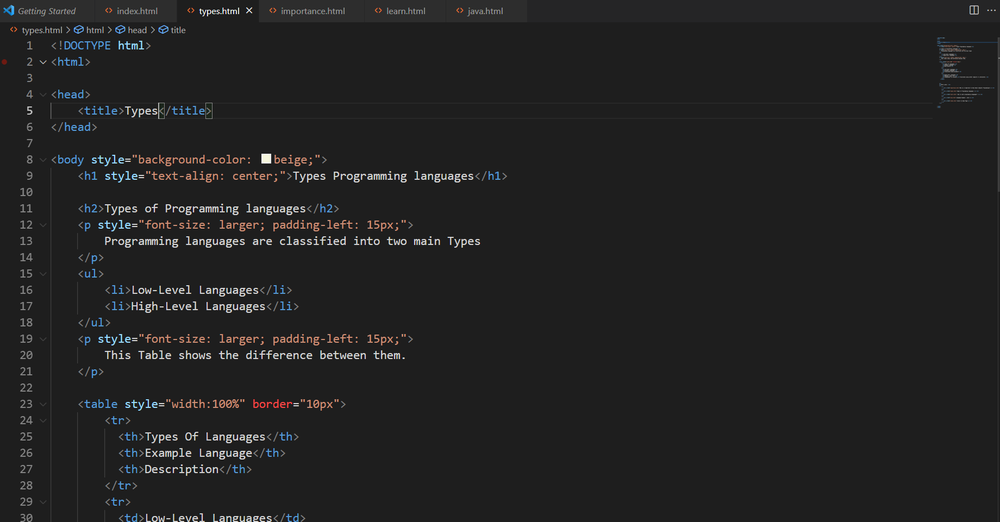 Getting Started index.html types.html importance.html learn.html java.html
types.html > html > head > title
1 <!DOCTYPE html>
2 <html>
3
4 <head>
5     <title>Types</title>
6 </head>
7
8 <body style="background-color: beige;">
9     <h1 style="text-align: center;">Types Programming languages</h1>
10
11     <h2>Types of Programming languages</h2>
12     <p style="font-size: larger; padding-left: 15px;">
13         Programming languages are classified into two main Types
14     </p>
15     <ul>
16         <li>Low-Level Languages</li>
17         <li>High-Level Languages</li>
18     </ul>
19     <p style="font-size: larger; padding-left: 15px;">
20         This Table shows the difference between them.
21     </p>
22
23     <table style="width:100%" border="10px">
24         <tr>
25           <th>Types Of Languages</th>
26           <th>Example Language</th>
27           <th>Description</th>
28         </tr>
29         <tr>
30           <td>Low-Level Languages</td>